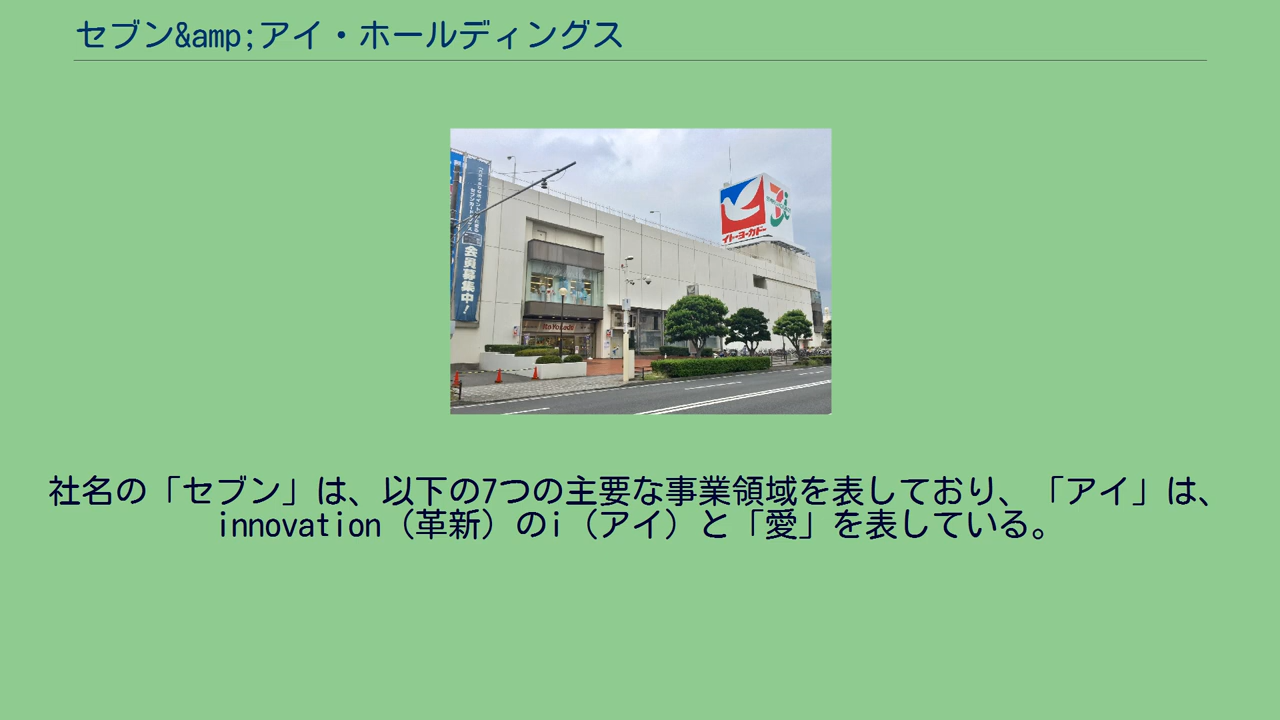 セブン&amp;アイ・ホールディングス
イトーヨーカドー
会員募集中!
Ito Yokado
社名の「セブン」は、以下の7つの主要な事業領域を表しており、「アイ」は、
innovation（革新）のi（アイ）と「愛」を表している。